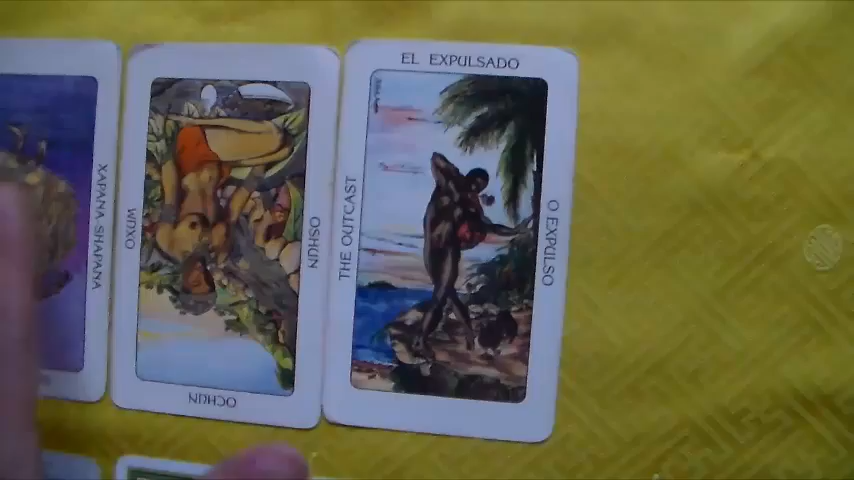 XAPANA·SHAPANA
OXUM
OSHUN
OCHUN
EL EXPULSADO
THE OUTCAST
O EXPULSO